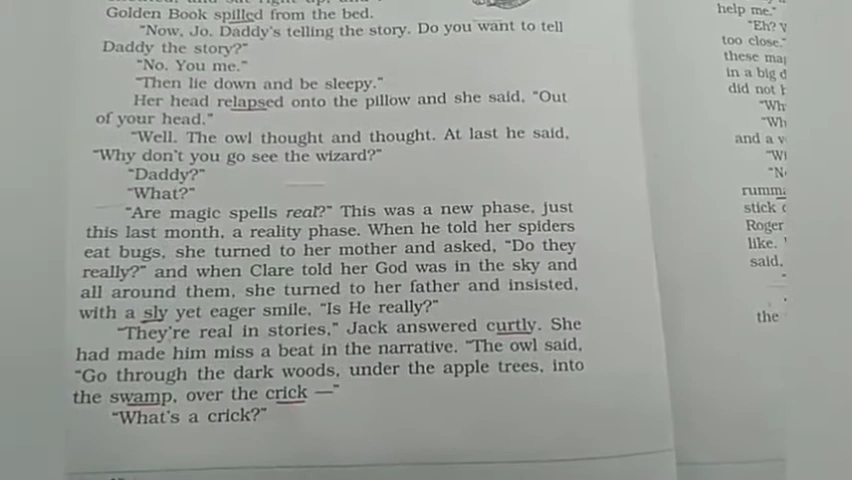 Golden Book spilled from the bed.
"Now, Jo. Daddy's telling the story. Do you want to tell
Daddy the story?"
"No. You me."
"Then lie down and be sleepy."
Her head relapsed onto the pillow and she said, "Out
of your head."
"Well. The owl thought and thought. At last he said,
"Why don't you go see the wizard?"
"Daddy?"
"What?"
"Are magic spells real?" This was a new phase, just
this last month, a reality phase. When he told her spiders
eat bugs, she turned to her mother and asked, "Do they
really?" and when Clare told her God was in the sky and
all around them, she turned to her father and insisted,
with a sly yet eager smile, "Is He really?"
"They're real in stories," Jack answered curtly. She
had made him miss a beat in the narrative. "The owl said,
"Go through the dark woods, under the apple trees, into
the swamp, over the crick —"
"What's a crick?"
help me."
"Eh?
too close."
these
in a big
did not
and a
stick
Roger
like.
said,
the